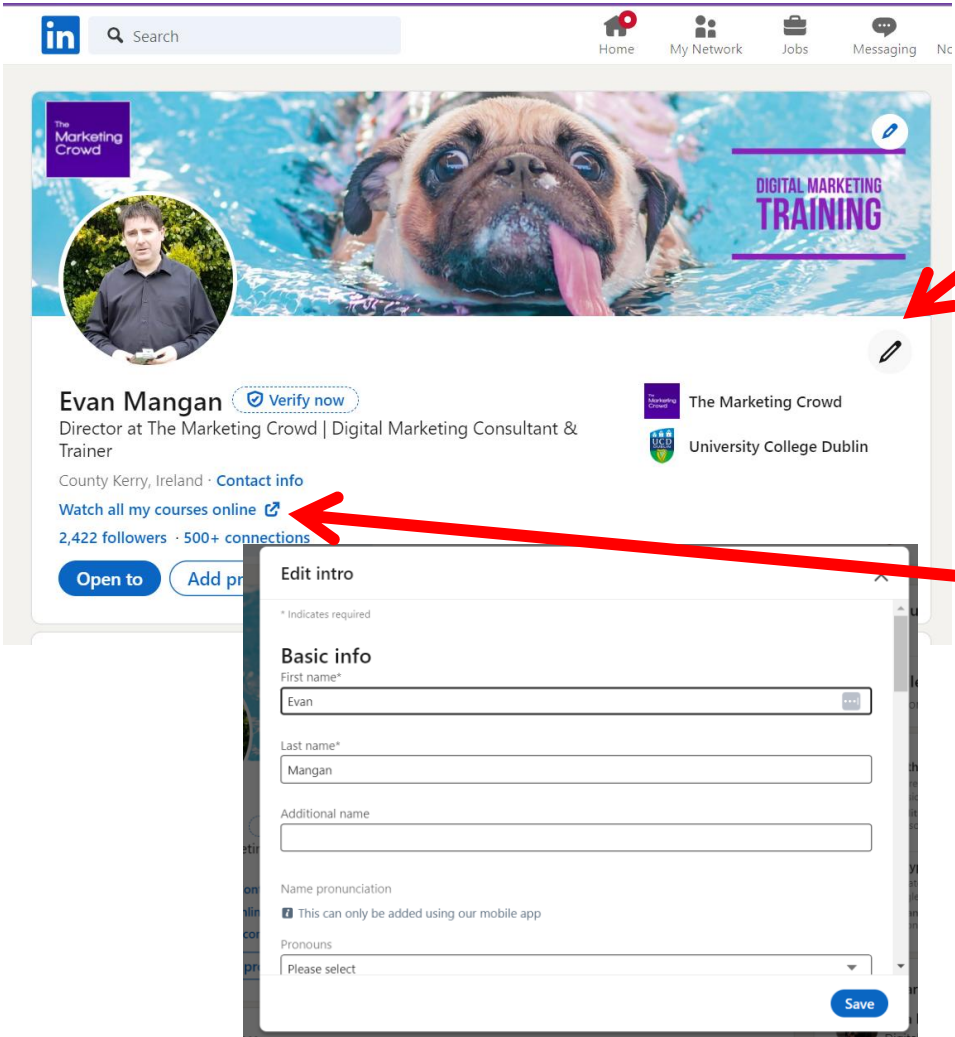 in
Search
Home
My Network
Jobs
Messaging
The
Marketing
Crowd
DIGITAL MARKETING
TRAINING
Evan Mangan
Verify now
Director at The Marketing Crowd | Digital Marketing Consultant &
Trainer
County Kerry, Ireland · Contact info
Watch all my courses online
2,422 followers · 500+ connections
Open to
Add pr
The Marketing Crowd
UCD
University College Dublin
Edit intro
* Indicates required
Basic info
First name*
Evan
Last name*
Mangan
Additional name
Name pronunciation
This can only be added using our mobile app
Pronouns
Please select
Save